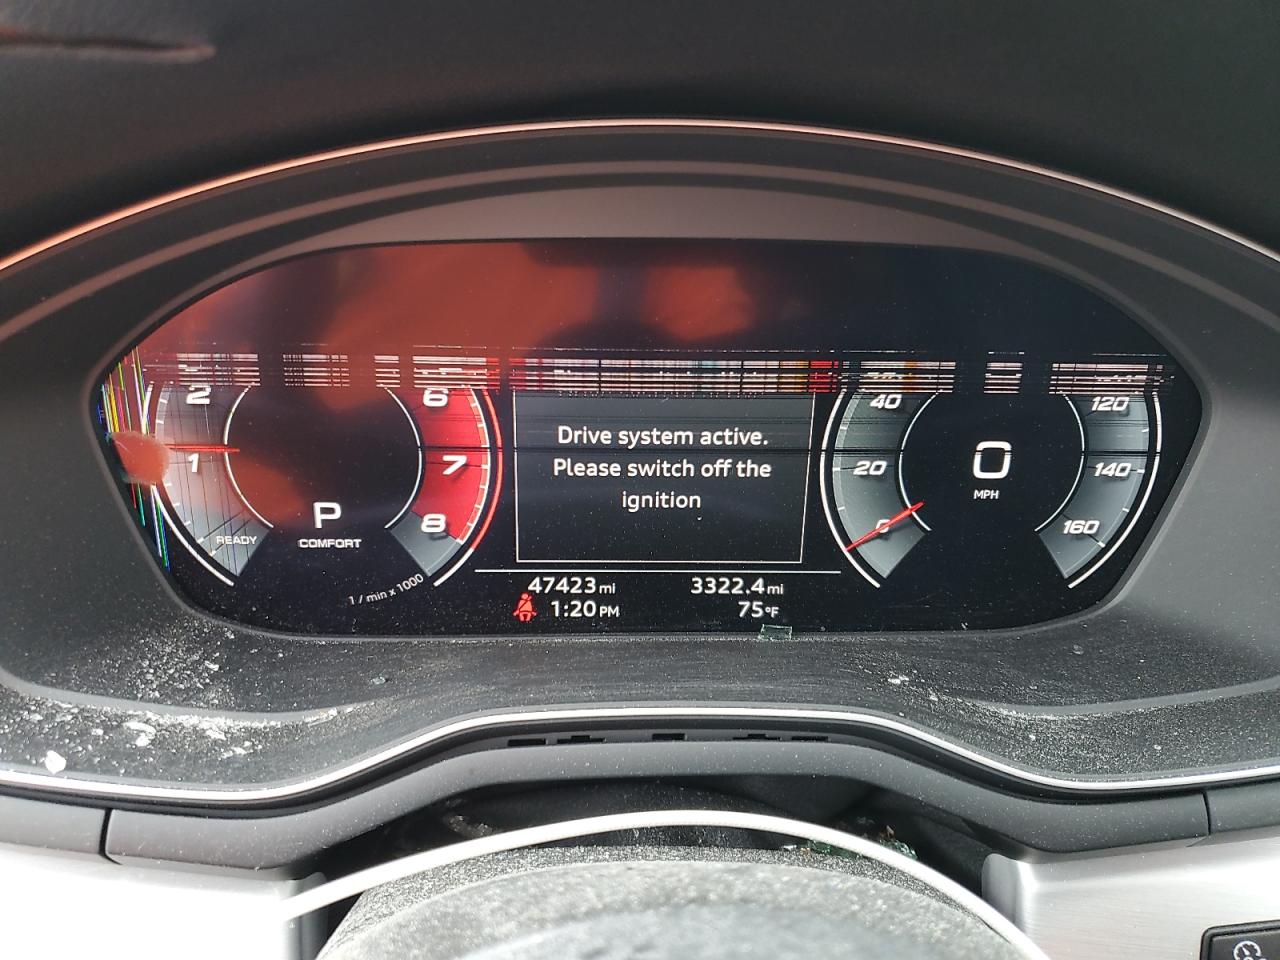 2
6
40
120
Drive system active.
1
7
Please switch off the
20
0
140
ignition
MPH
P
8
0
160
READY
COMFORT
1 / min x 1000
47423 mi
3322.4 mi
1:20 PM
75°F